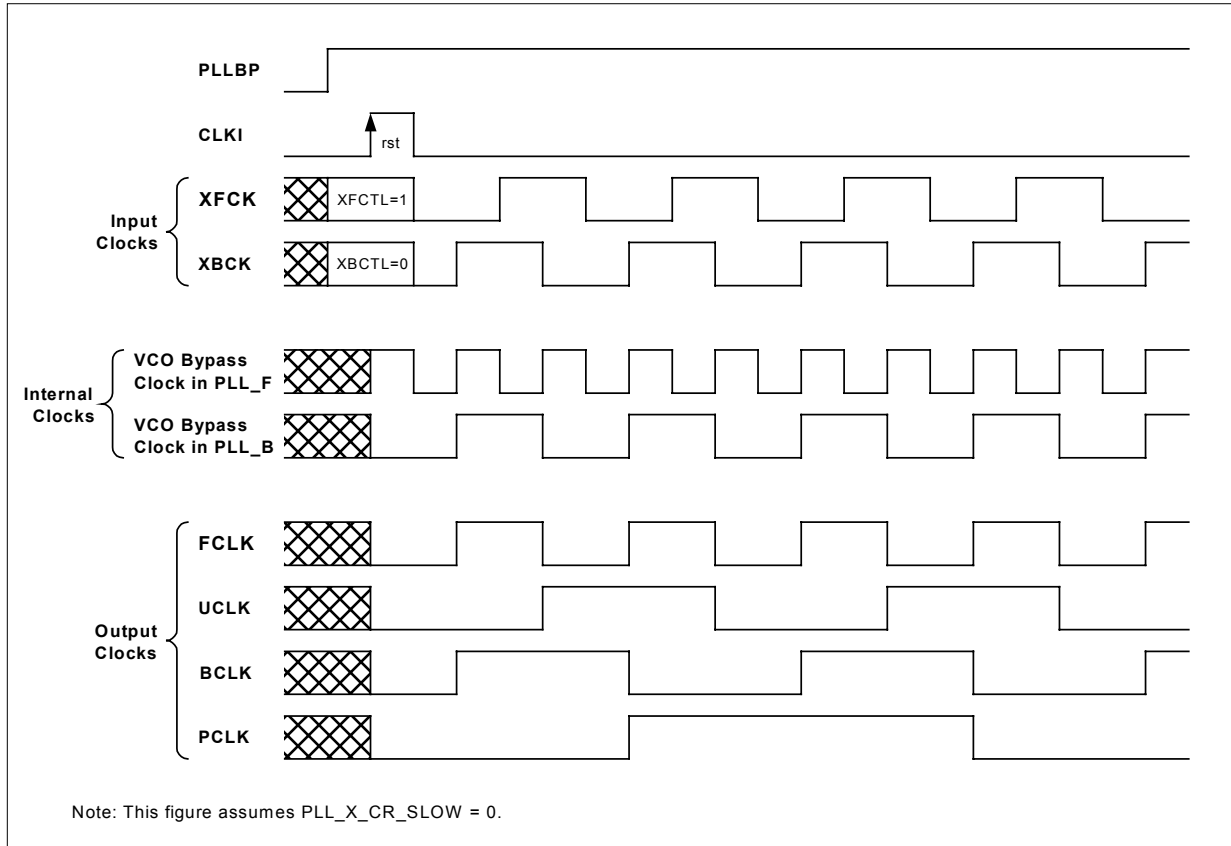 PLLBP
CLKI
rst
Input
Clocks
XFCK
XFCTL=1
XBCK
XBCTL=0
Internal
Clocks
VCO Bypass
Clock in PLL_F
VCO Bypass
Clock in PLL_B
Output
Clocks
FCLK
UCLK
BCLK
PCLK
Note: This figure assumes PLL_X_CR_SLOW = 0.